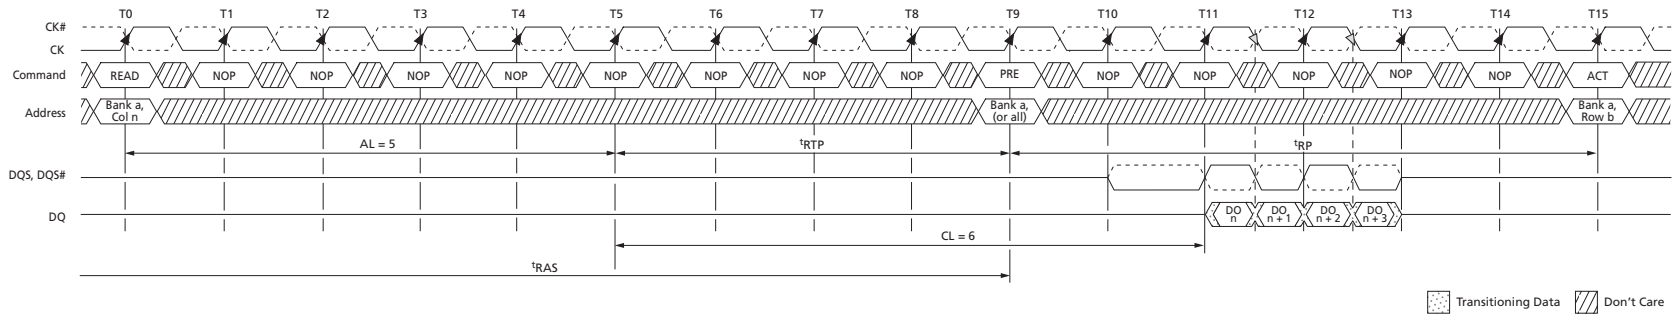 T0 T1 T2 T3 T4 T5 T6 T7 T8 T9 T10 T11 T12 T13 T14 T15
CK#
CK
Command READ NOP NOP NOP NOP NOP NOP NOP NOP PRE NOP NOP NOP NOP NOP ACT
Address Bank a, Col n Bank a, (or all) Bank a, Row b
AL = 5 tRTP tRP
DQS, DQS#
DQ DO n DO n + 1 DO n + 2 DO n + 3
CL = 6
tRAS
Transitioning Data Don't Care